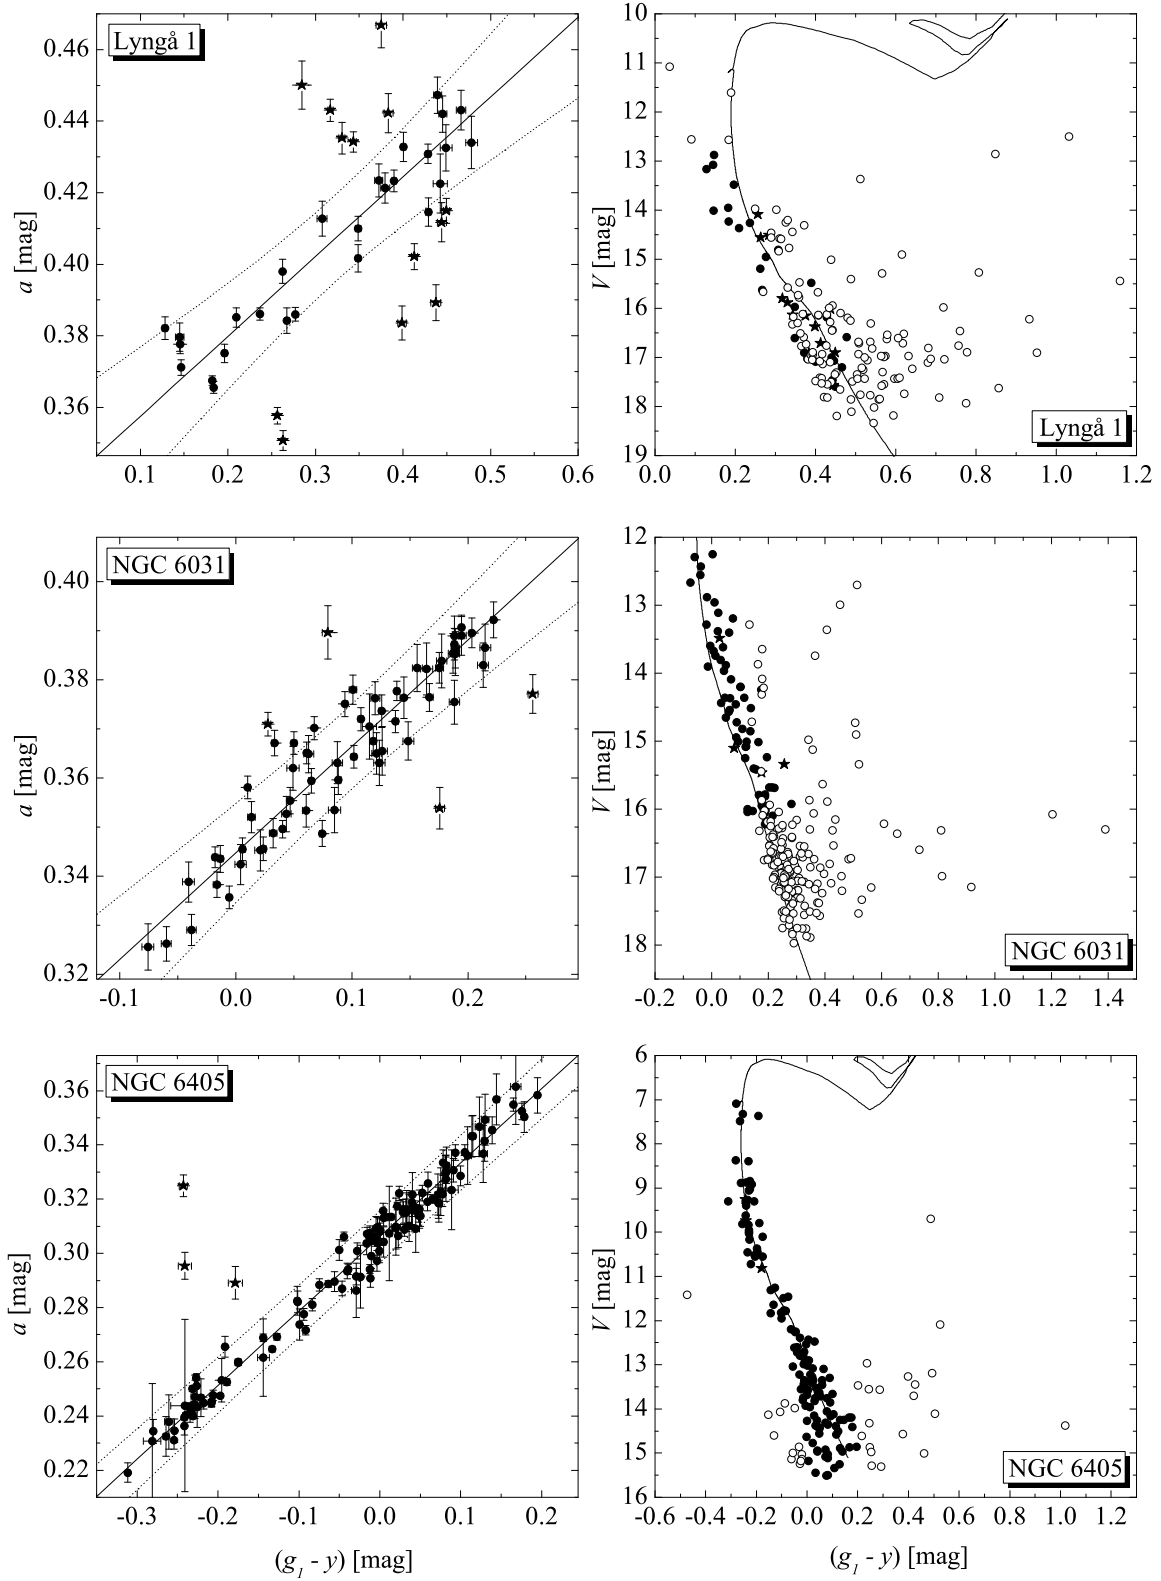 Lyngå 1
0.46
0.44
0.42
0.40
0.38
0.36
a [mag]
0.1 0.2 0.3 0.4 0.5 0.6
10
11
12
13
14
15
16
17
18
19
V [mag]
Lyngå 1
0.0 0.2 0.4 0.6 0.8 1.0 1.2
NGC 6031
0.40
0.38
0.36
0.34
0.32
a [mag]
-0.1 0.0 0.1 0.2
12
13
14
15
16
17
18
V [mag]
NGC 6031
-0.2 0.0 0.2 0.4 0.6 0.8 1.0 1.2 1.4
NGC 6405
0.36
0.34
0.32
0.30
0.28
0.26
0.24
0.22
a [mag]
-0.3 -0.2 -0.1 0.0 0.1 0.2
(g1 - y) [mag]
6
7
8
9
10
11
12
13
14
15
16
V [mag]
NGC 6405
-0.6 -0.4 -0.2 0.0 0.2 0.4 0.6 0.8 1.0 1.2
(g1 - y) [mag]